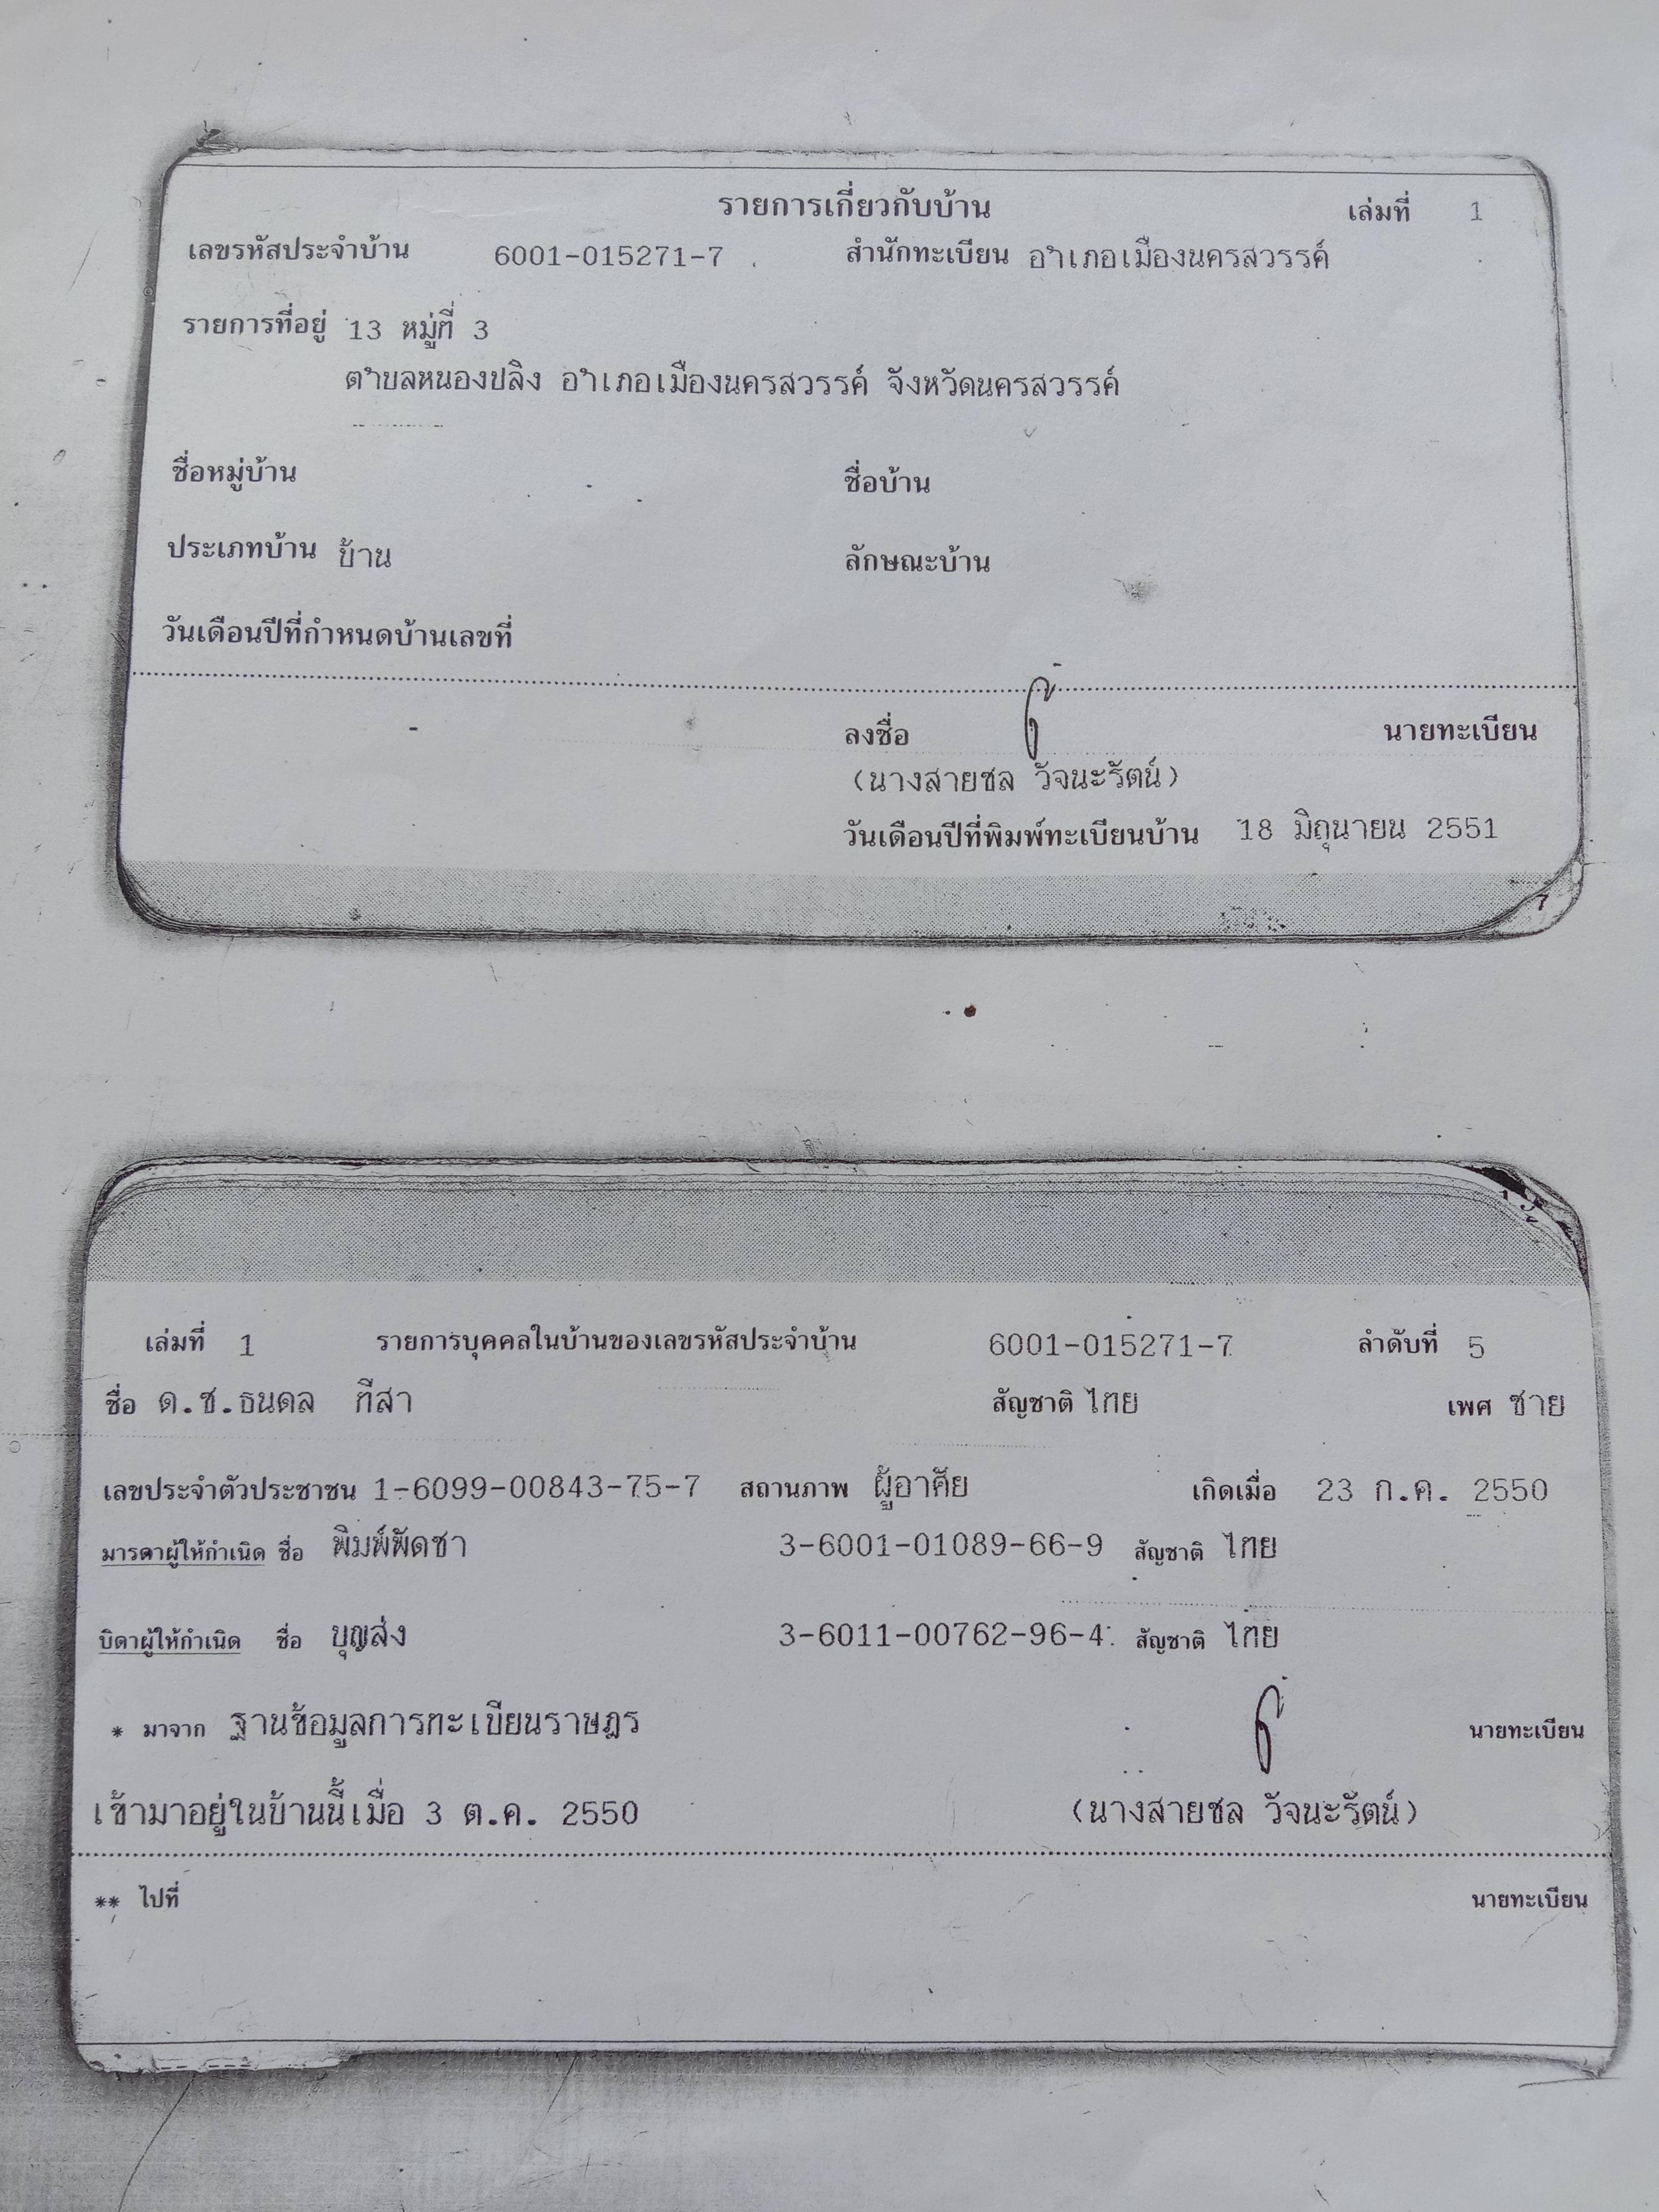 รายการเกี่ยวกับบ้าน เล่มที่ 1
เลขรหัสประจำบ้าน 6001-015271-7 สำนักทะเบียน อำเภอเมืองนครสวรรค์
รายการที่อยู่ 13 หมู่ที่ 3
ตำบลหนองปลิง อำเภอเมืองนครสวรรค์ จังหวัดนครสวรรค์
ชื่อหมู่บ้าน ชื่อบ้าน
ประเภทบ้าน บ้าน ลักษณะบ้าน
วันเดือนปีที่กำหนดบ้านเลขที่
ลงชื่อ นายทะเบียน
(นางสายชล วัจนะรัตน์)
วันเดือนปีที่พิมพ์ทะเบียนบ้าน 18 มิถุนายน 2551
7
เล่มที่ 1 รายการบุคคลในบ้านของเลขรหัสประจำบ้าน 6001-015271-7 ลำดับที่ 5
ชื่อ ด.ช.ธนดล ทีสา สัญชาติ ไทย เพศ ชาย
เลขประจำตัวประชาชน 1-6099-00843-75-7 สถานภาพ ผู้อาศัย เกิดเมื่อ 23 ก.ค. 2550
มารดาผู้ให้กำเนิด ชื่อ พิมพ์พัดชา 3-6001-01089-66-9 สัญชาติ ไทย
บิดาผู้ให้กำเนิด ชื่อ บุญส่ง 3-6011-00762-96-4 สัญชาติ ไทย
* มาจาก ฐานข้อมูลการทะเบียนราษฎร นายทะเบียน
เข้ามาอยู่ในบ้านนี้เมื่อ 3 ต.ค. 2550 (นางสายชล วัจนะรัตน์)
** ไปที่ นายทะเบียน